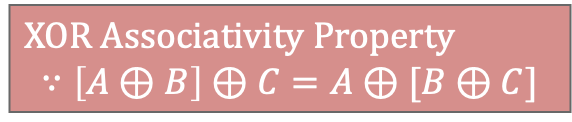 XOR Associativity Property
∵ [A ⊕ B] ⊕ C = A ⊕ [B ⊕ C]